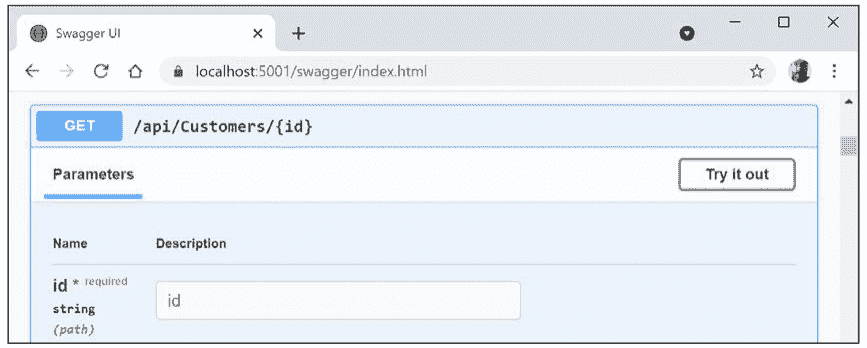 Swagger UI
localhost:5001/swagger/index.html
GET /api/Customers/{id}
Parameters Try it out
Name Description
id * required id
string
(path)